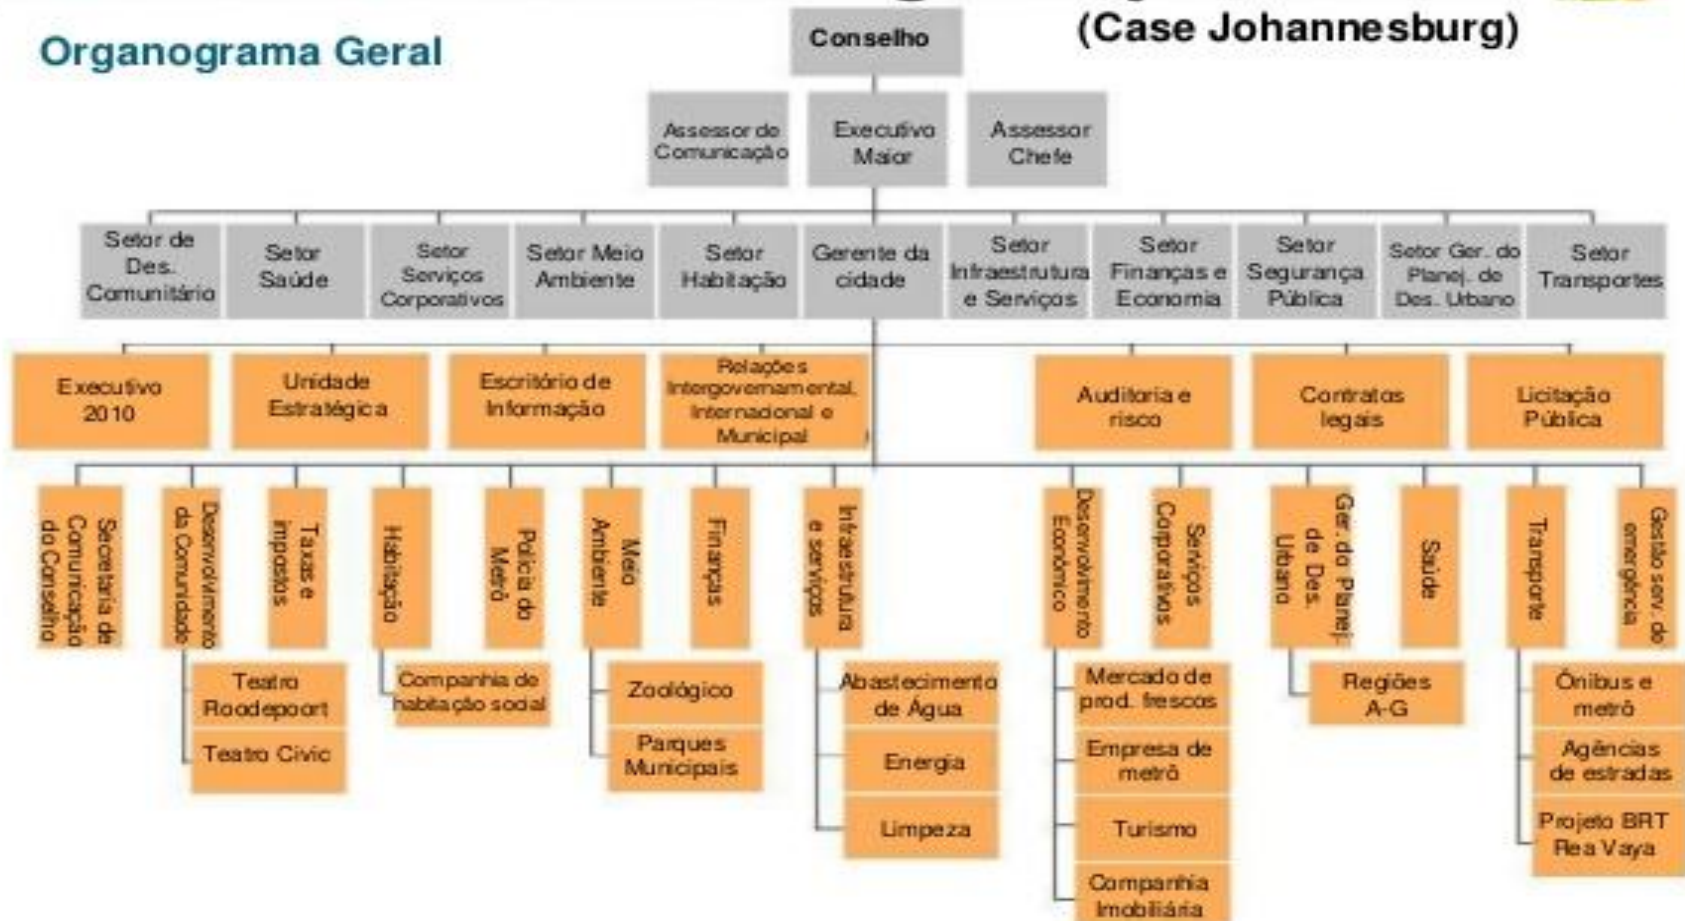 (Case Johannesburg)
Organograma Geral
Conselho
Assessor de
Comunicação
Executivo
Maior
Assessor
Chefe
Setor de
Des.
Comunitário
Setor
Saúde
Setor
Serviços
Corporativos
Setor Meio
Ambiente
Setor
Habitação
Gerente da
cidade
Setor
Infraestrutura
e Serviços
Setor
Finanças e
Economia
Setor
Segurança
Pública
Setor Ger. do
Planej. de
Des. Urbano
Setor
Transportes
Executivo
2010
Unidade
Estratégica
Escritório de
Informação
Relações
Intergovernamental,
Internacional e
Municipal
Auditoria e
risco
Contratos
legais
Licitação
Pública
Secretaria de
Comunicação
do Conselho
Desenvolvimento
da Comunidade
Taxas e
impostos
Habitação
Polícia do
Metrô
Meio
Ambiente
Finanças
Infraestrutura
e serviços
Desenvolvimento
Econômico
Serviços
Corporativos
Ger. do Planej-
de Des.
Urbano
Saúde
Transporte
Gestão serv. de
emergência
Teatro
Roodepoort
Teatro Civic
Companhia de
habitação social
Zoológico
Parques
Municipais
Abastecimento
de Água
Energia
Limpeza
Mercado de
prod. frescos
Empresa de
metrô
Turismo
Companhia
Imobiliária
Regiões
A-G
Ônibus e
metrô
Agências
de estradas
Projeto BRT
Rea Vaya